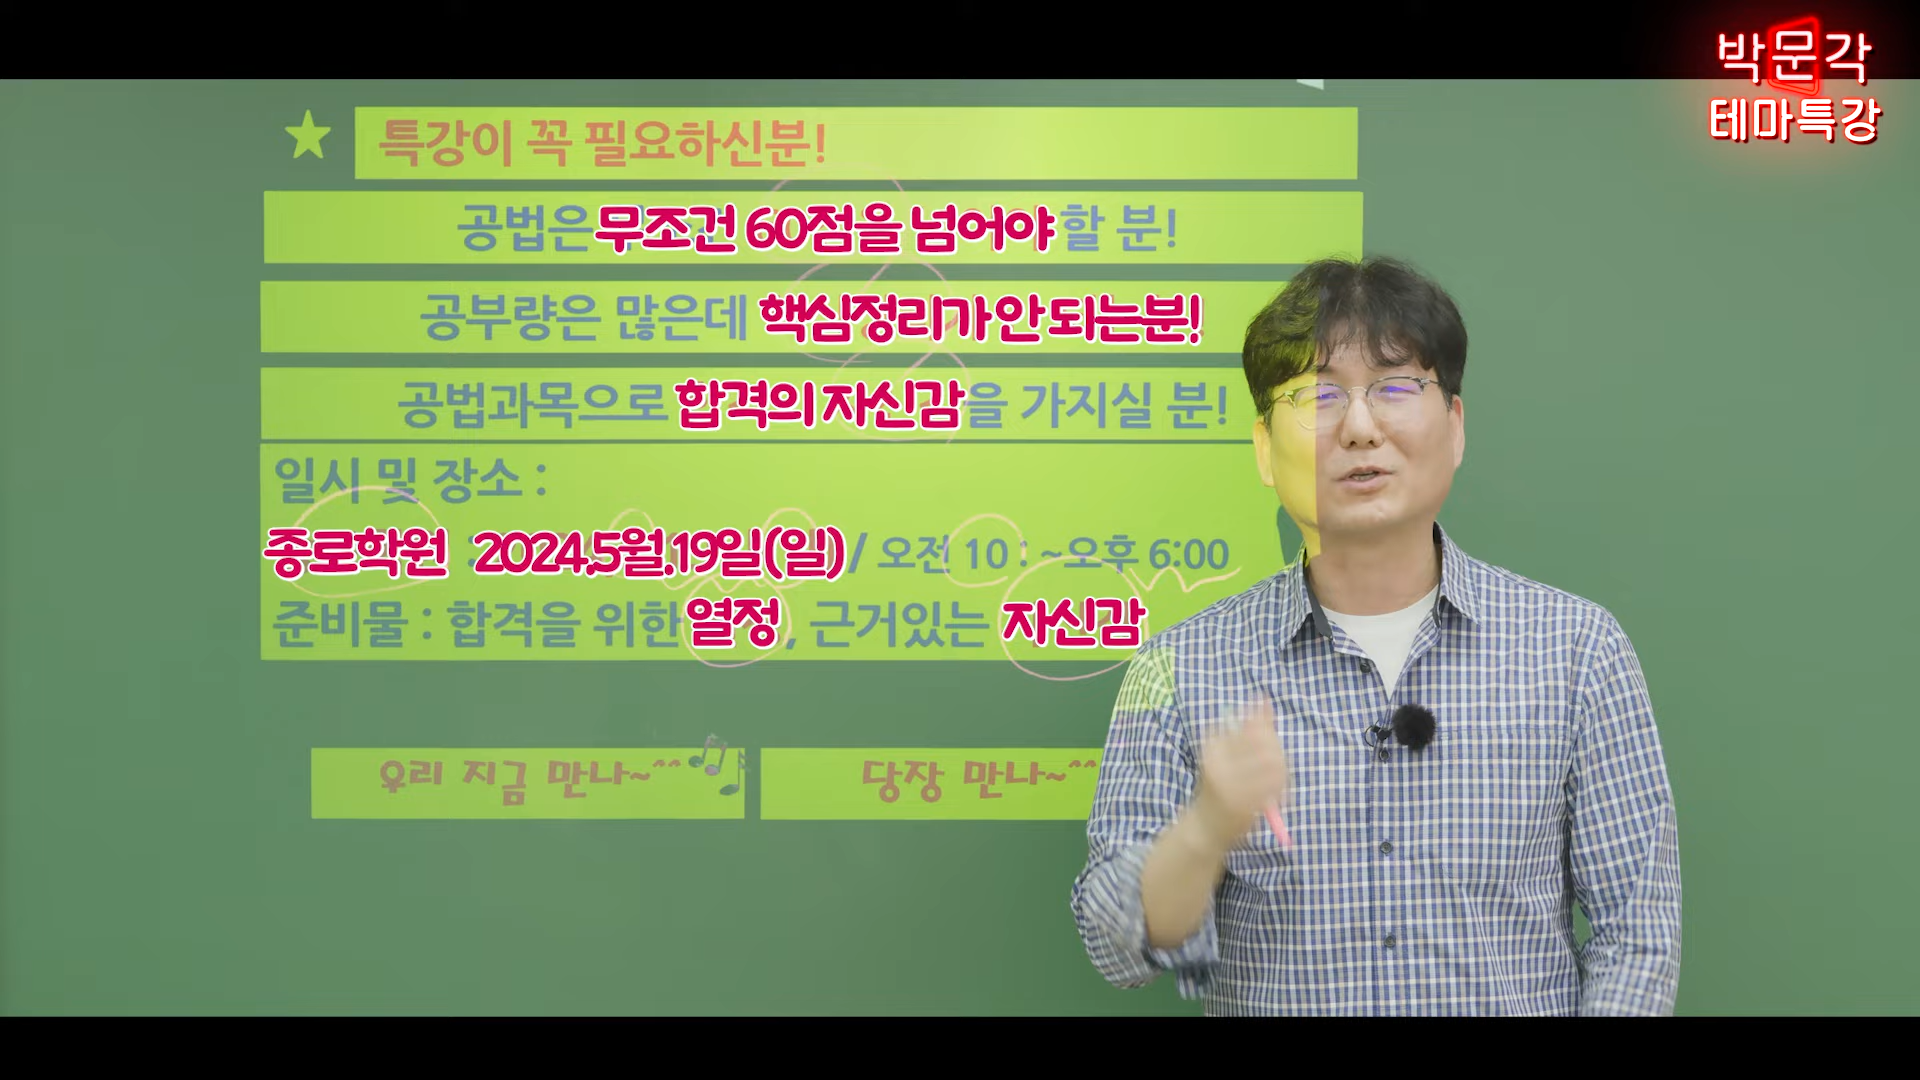 박문각
테마특강
특강이 꼭 필요하신분!
공법은 무조건 60점을 넘어야 할 분!
공부량은 많은데 핵심정리가 안 되는분!
공법과목으로 합격의 자신감을 가지실 분!
일시 및 장소 :
종로학원 : 2024.5월.19일(일) / 오전 10 : ~오후 6:00
준비물 : 합격을 위한 열정, 근거있는 자신감
우리 지금 만나~^^
당장 만나~^^